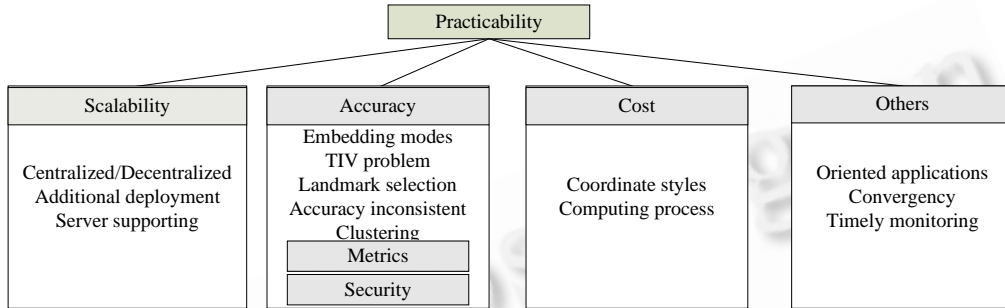 Practicability
Scalability
Centralized/Decentralized
Additional deployment
Server supporting
Accuracy
Embedding modes
TIV problem
Landmark selection
Accuracy inconsistent
Clustering
Metrics
Security
Cost
Coordinate styles
Computing process
Others
Oriented applications
Convergency
Timely monitoring